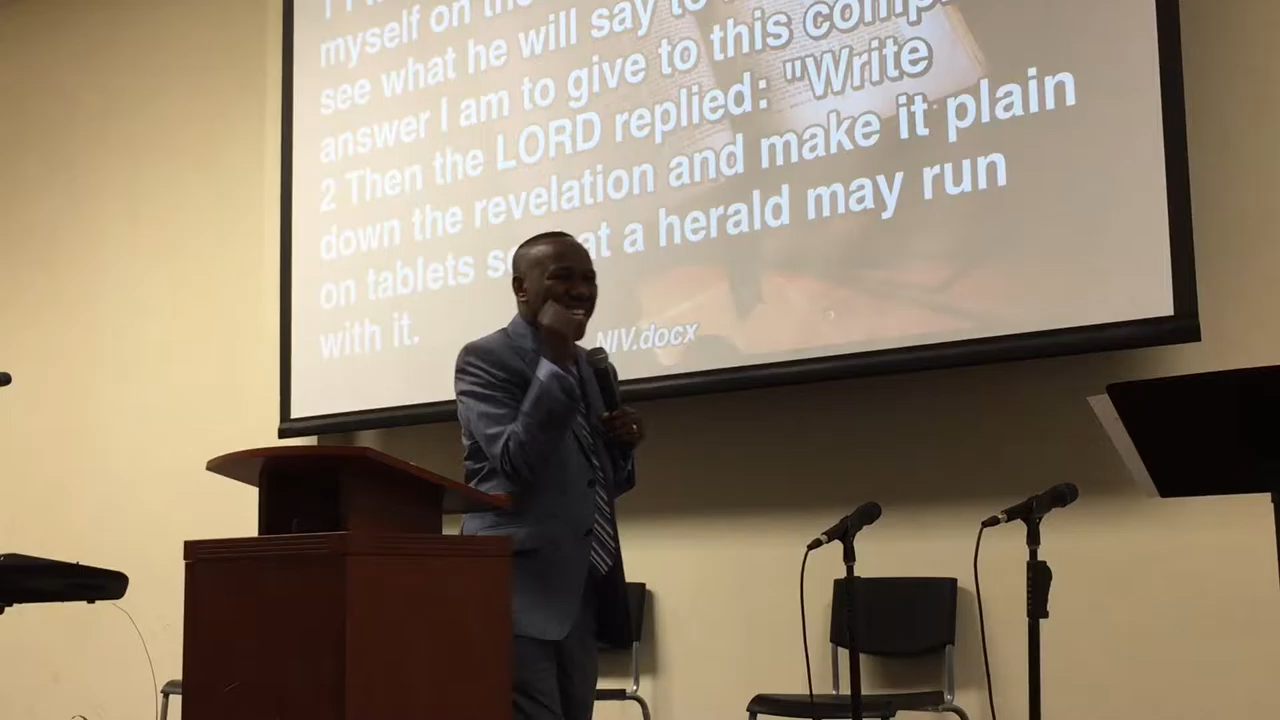 myself on the
see what he will say to
answer I am to give to this
2 Then the LORD replied: "Write
down the revelation and make it plain
on tablets at a herald may run
with it.
NIV.docx